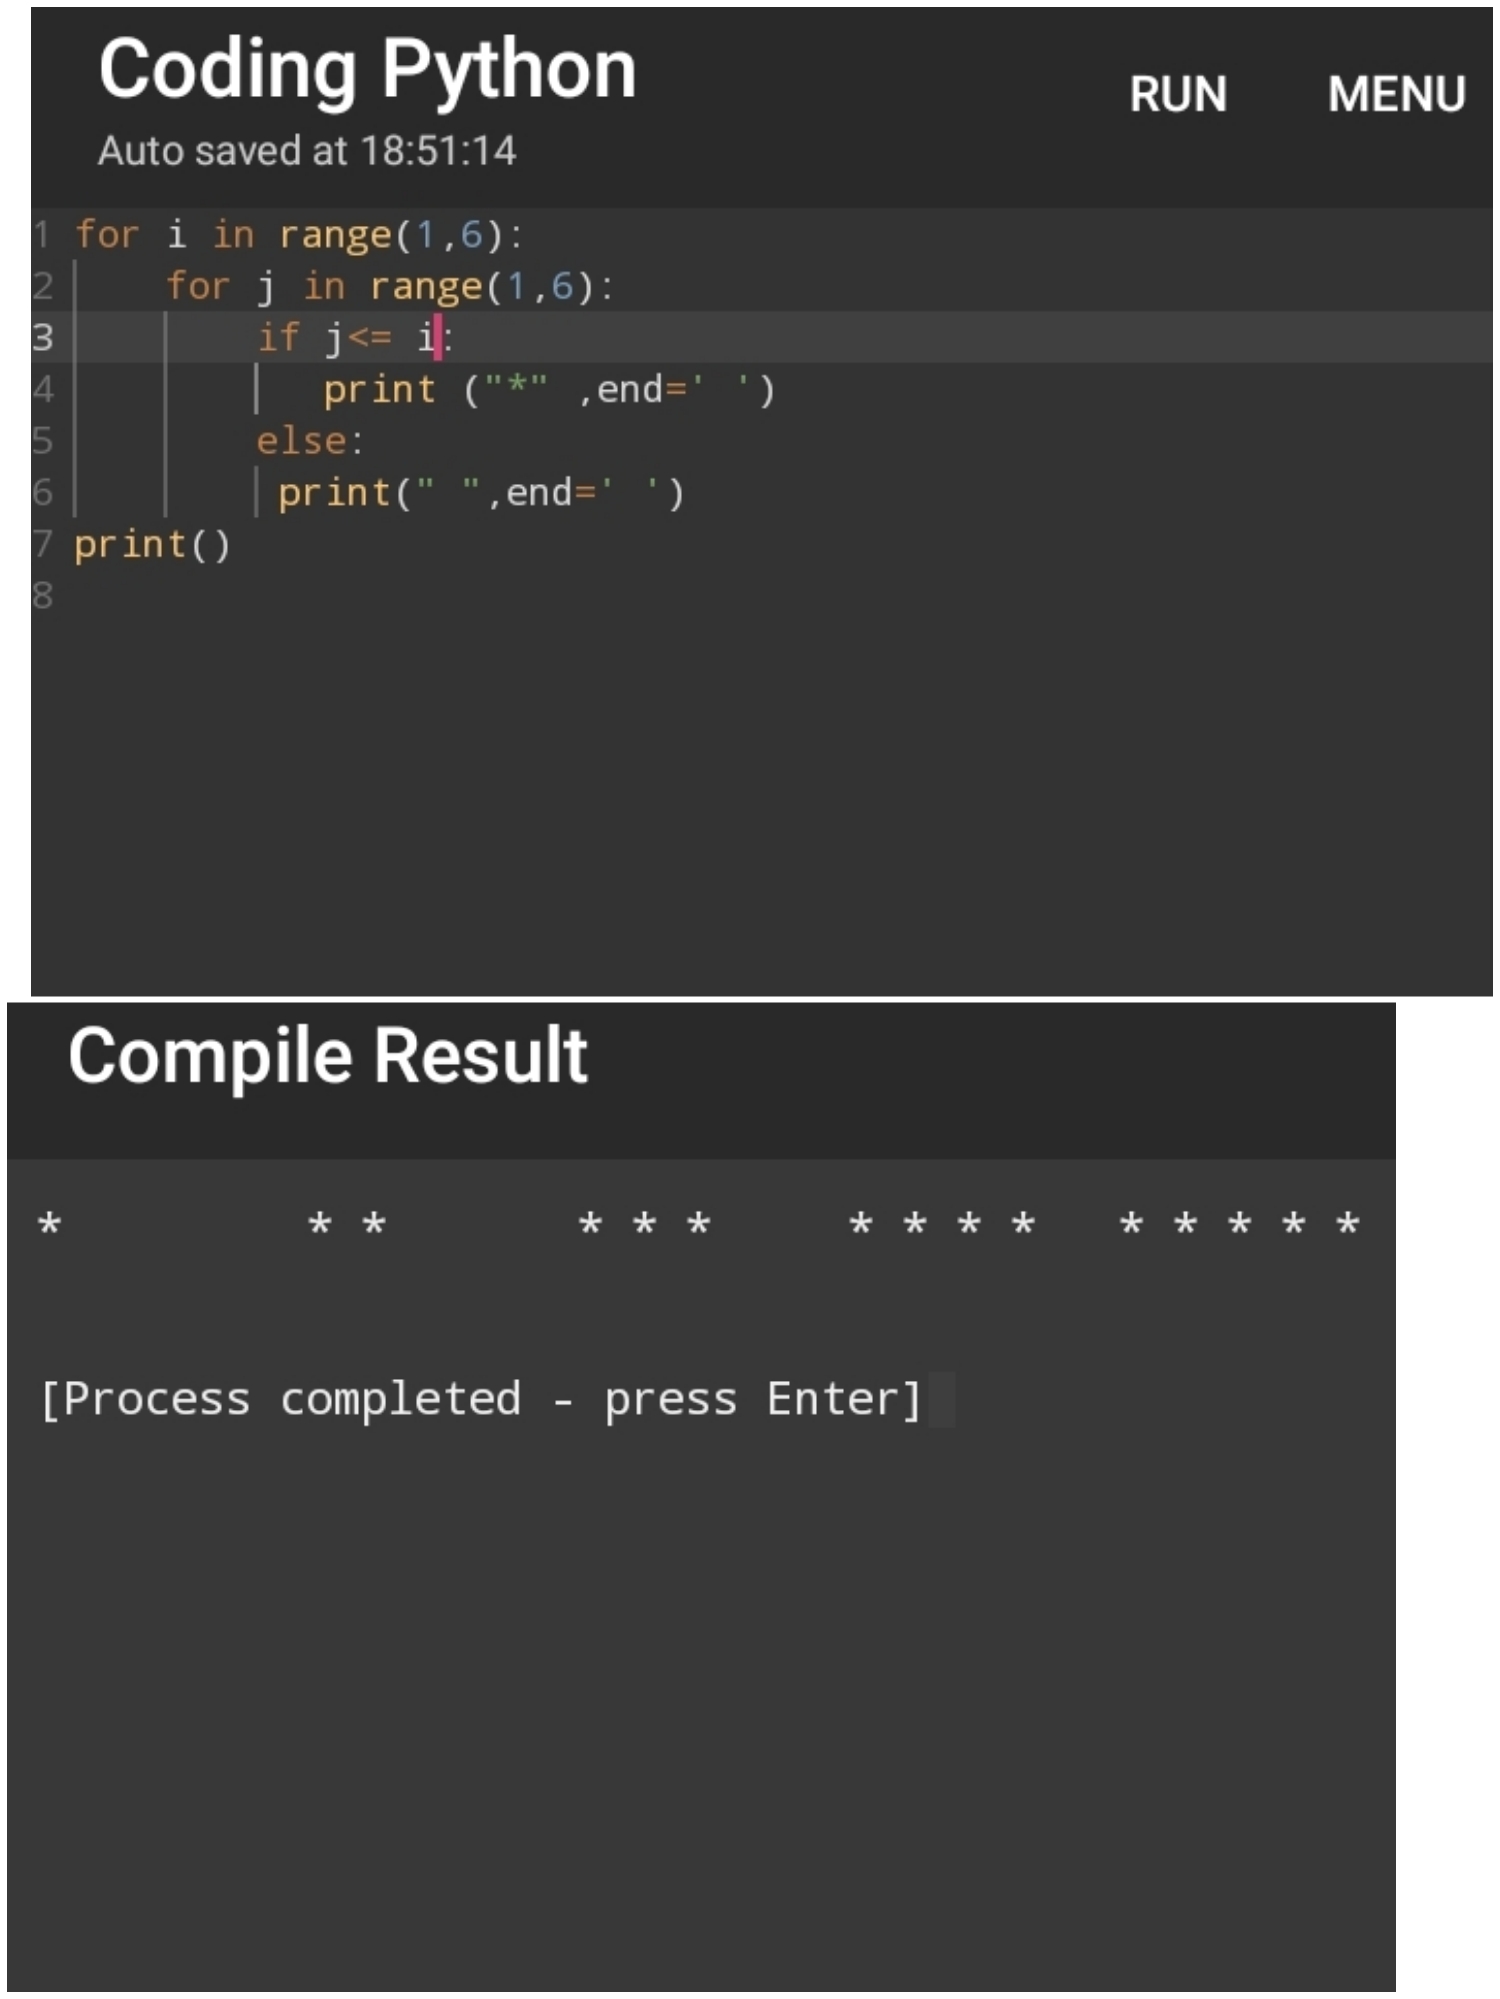 Coding Python
RUN MENU
Auto saved at 18:51:14
1 for i in range(1,6):
2     for j in range(1,6):
3         if j<= i:
4            print ("*" ,end=' ')
5         else:
6          print(" ",end=' ')
7 print()
8
Compile Result
*         * *       * * *     * * * *   * * * * *
[Process completed - press Enter]